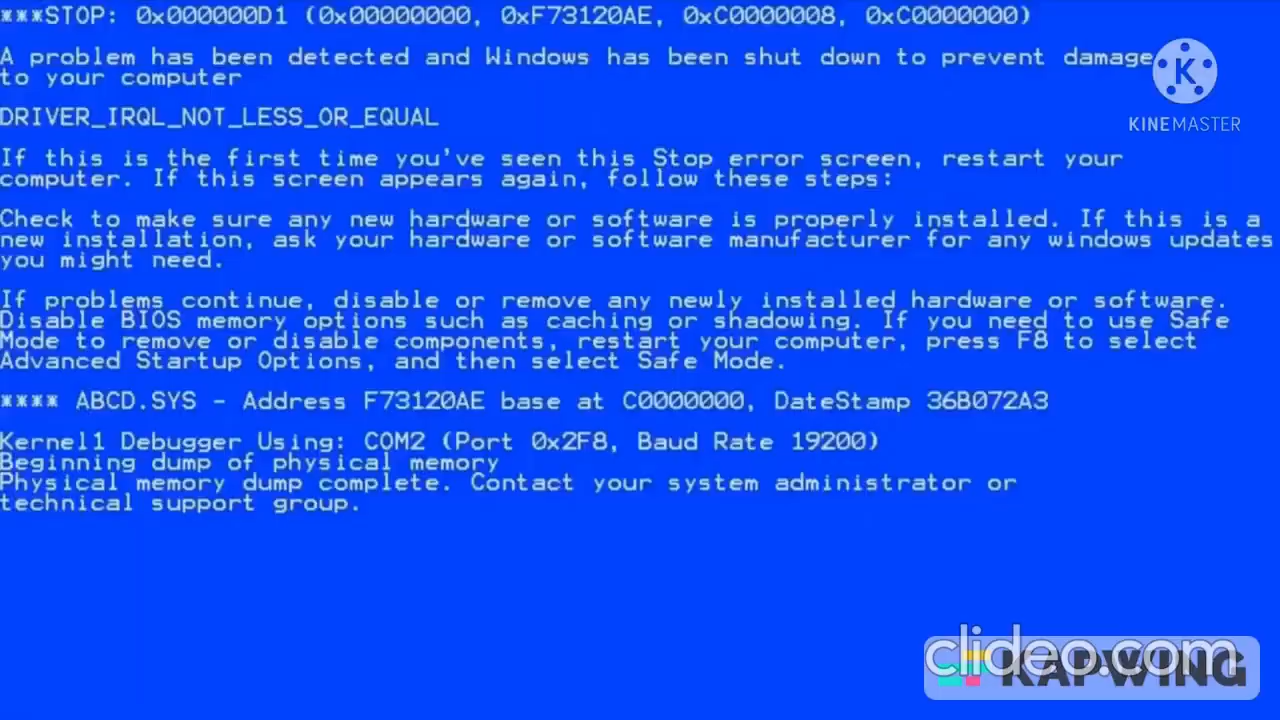 ***STOP: 0x000000D1 (0x00000000, 0xF73120AE, 0xC0000008, 0xC0000000)
A problem has been detected and Windows has been shut down to prevent damage
to your computer
DRIVER_IRQL_NOT_LESS_OR_EQUAL
If this is the first time you've seen this Stop error screen, restart your
computer. If this screen appears again, follow these steps:
Check to make sure any new hardware or software is properly installed. If this is a
new installation, ask your hardware or software manufacturer for any windows updates
you might need.
If problems continue, disable or remove any newly installed hardware or software.
Disable BIOS memory options such as caching or shadowing. If you need to use Safe
Mode to remove or disable components, restart your computer, press F8 to select
Advanced Startup Options, and then select Safe Mode.
**** ABCD.SYS - Address F73120AE base at C0000000, DateStamp 36B072A3
Kernel1 Debugger Using: COM2 (Port 0x2F8, Baud Rate 19200)
Beginning dump of physical memory
Physical memory dump complete. Contact your system administrator or
technical support group.
K
KINEMASTER
clideo.com
KAPWING